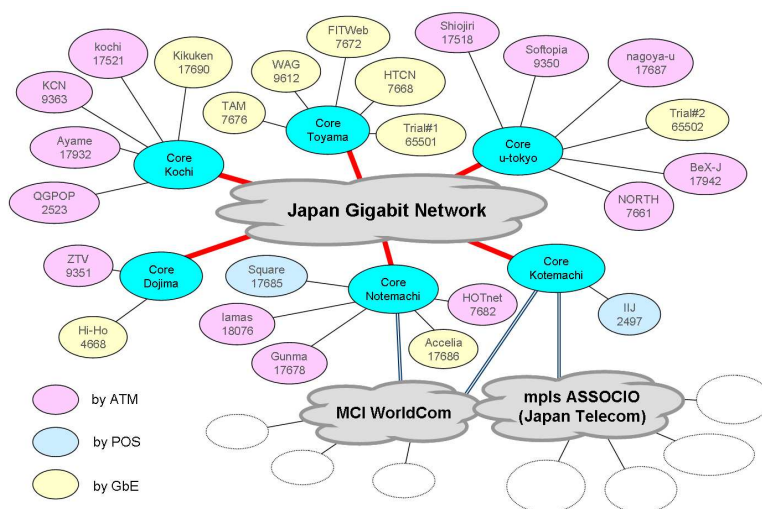 kochi
17521
Kikuken
17690
KCN
9363
Ayame
17932
QGPOP
2523
Core
Kochi
FITWeb
7672
WAG
9612
HTCN
7668
TAM
7676
Trial#1
65501
Core
Toyama
Shiojiri
17518
Softopia
9350
nagoya-u
17687
Trial#2
65502
BeX-J
17942
NORTH
7661
Core
u-tokyo
Japan Gigabit Network
ZTV
9351
Core
Dojima
Hi-Ho
4668
Square
17685
Core
Notemachi
HOTnet
7682
Iamas
18076
Gunma
17678
Accelia
17686
Core
Kotemachi
IIJ
2497
MCI WorldCom
mpls ASSOCIO
(Japan Telecom)
by ATM
by POS
by GbE